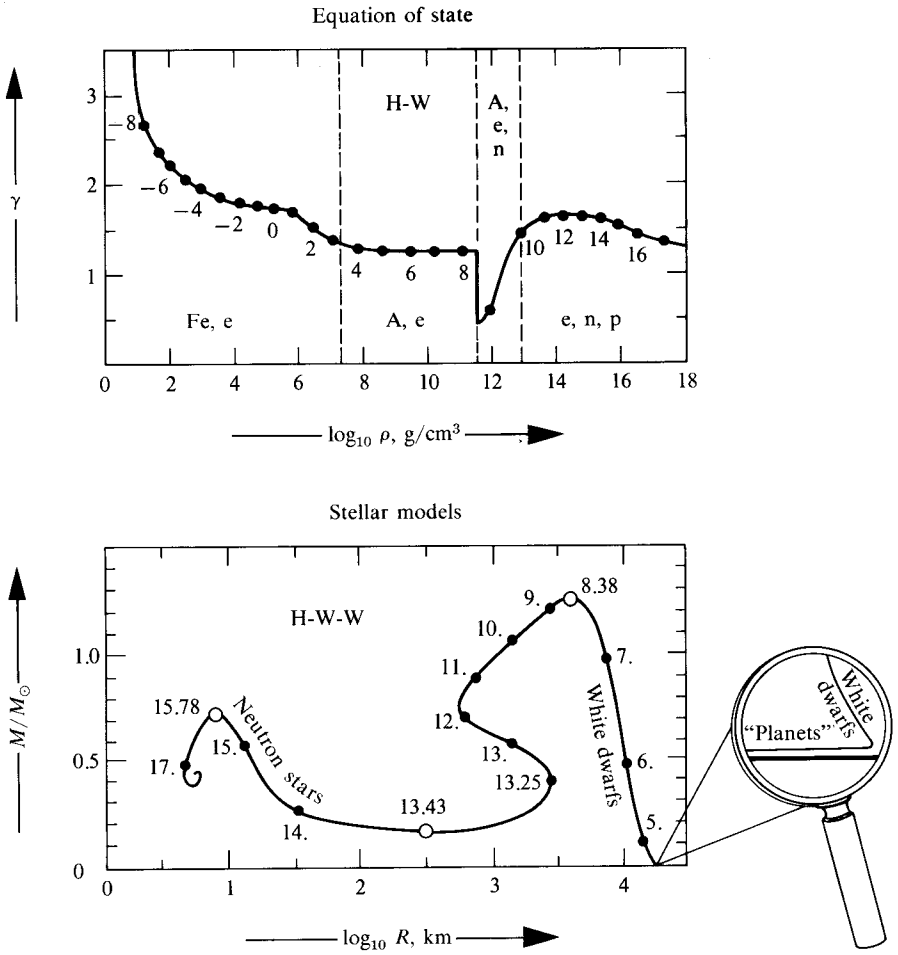 Equation of state
3
2
1
γ
H-W
A,
e,
n
−8
−6
−4
−2
0
2
4
6
8
10
12
14
16
Fe, e
A, e
e, n, p
0 2 4 6 8 10 12 14 16 18
log₁₀ ρ, g/cm³
Stellar models
M/M☉
1.0
0.5
0
H-W-W
8.38
9.
10.
11.
12.
13.
13.25
13.43
14.
15.
15.78
17.
7.
6.
5.
Neutron stars
White dwarfs
White
dwarfs
"Planets"
0 1 2 3 4
log₁₀ R, km